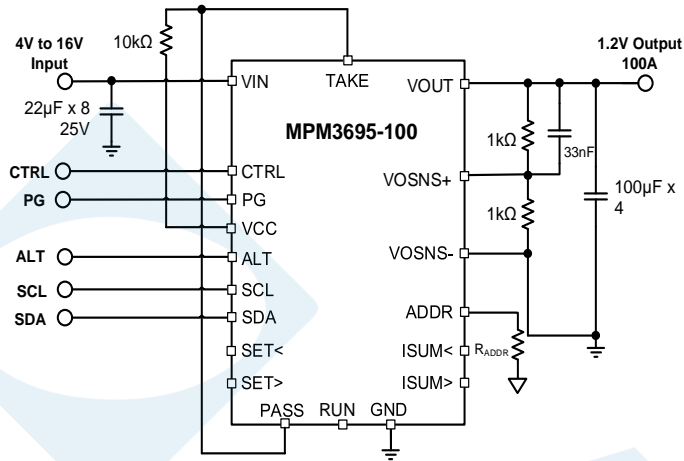 4V to 16V
Input
10kΩ
1.2V Output
100A
VIN
TAKE
VOUT
22µF x 8
25V
MPM3695-100
1kΩ
33nF
CTRL
CTRL
VOSNS+
100µF x
4
PG
PG
VCC
1kΩ
ALT
ALT
VOSNS-
SCL
SCL
ADDR
SDA
SDA
SET<
ISUM<
RADDR
SET>
ISUM>
PASS
RUN
GND